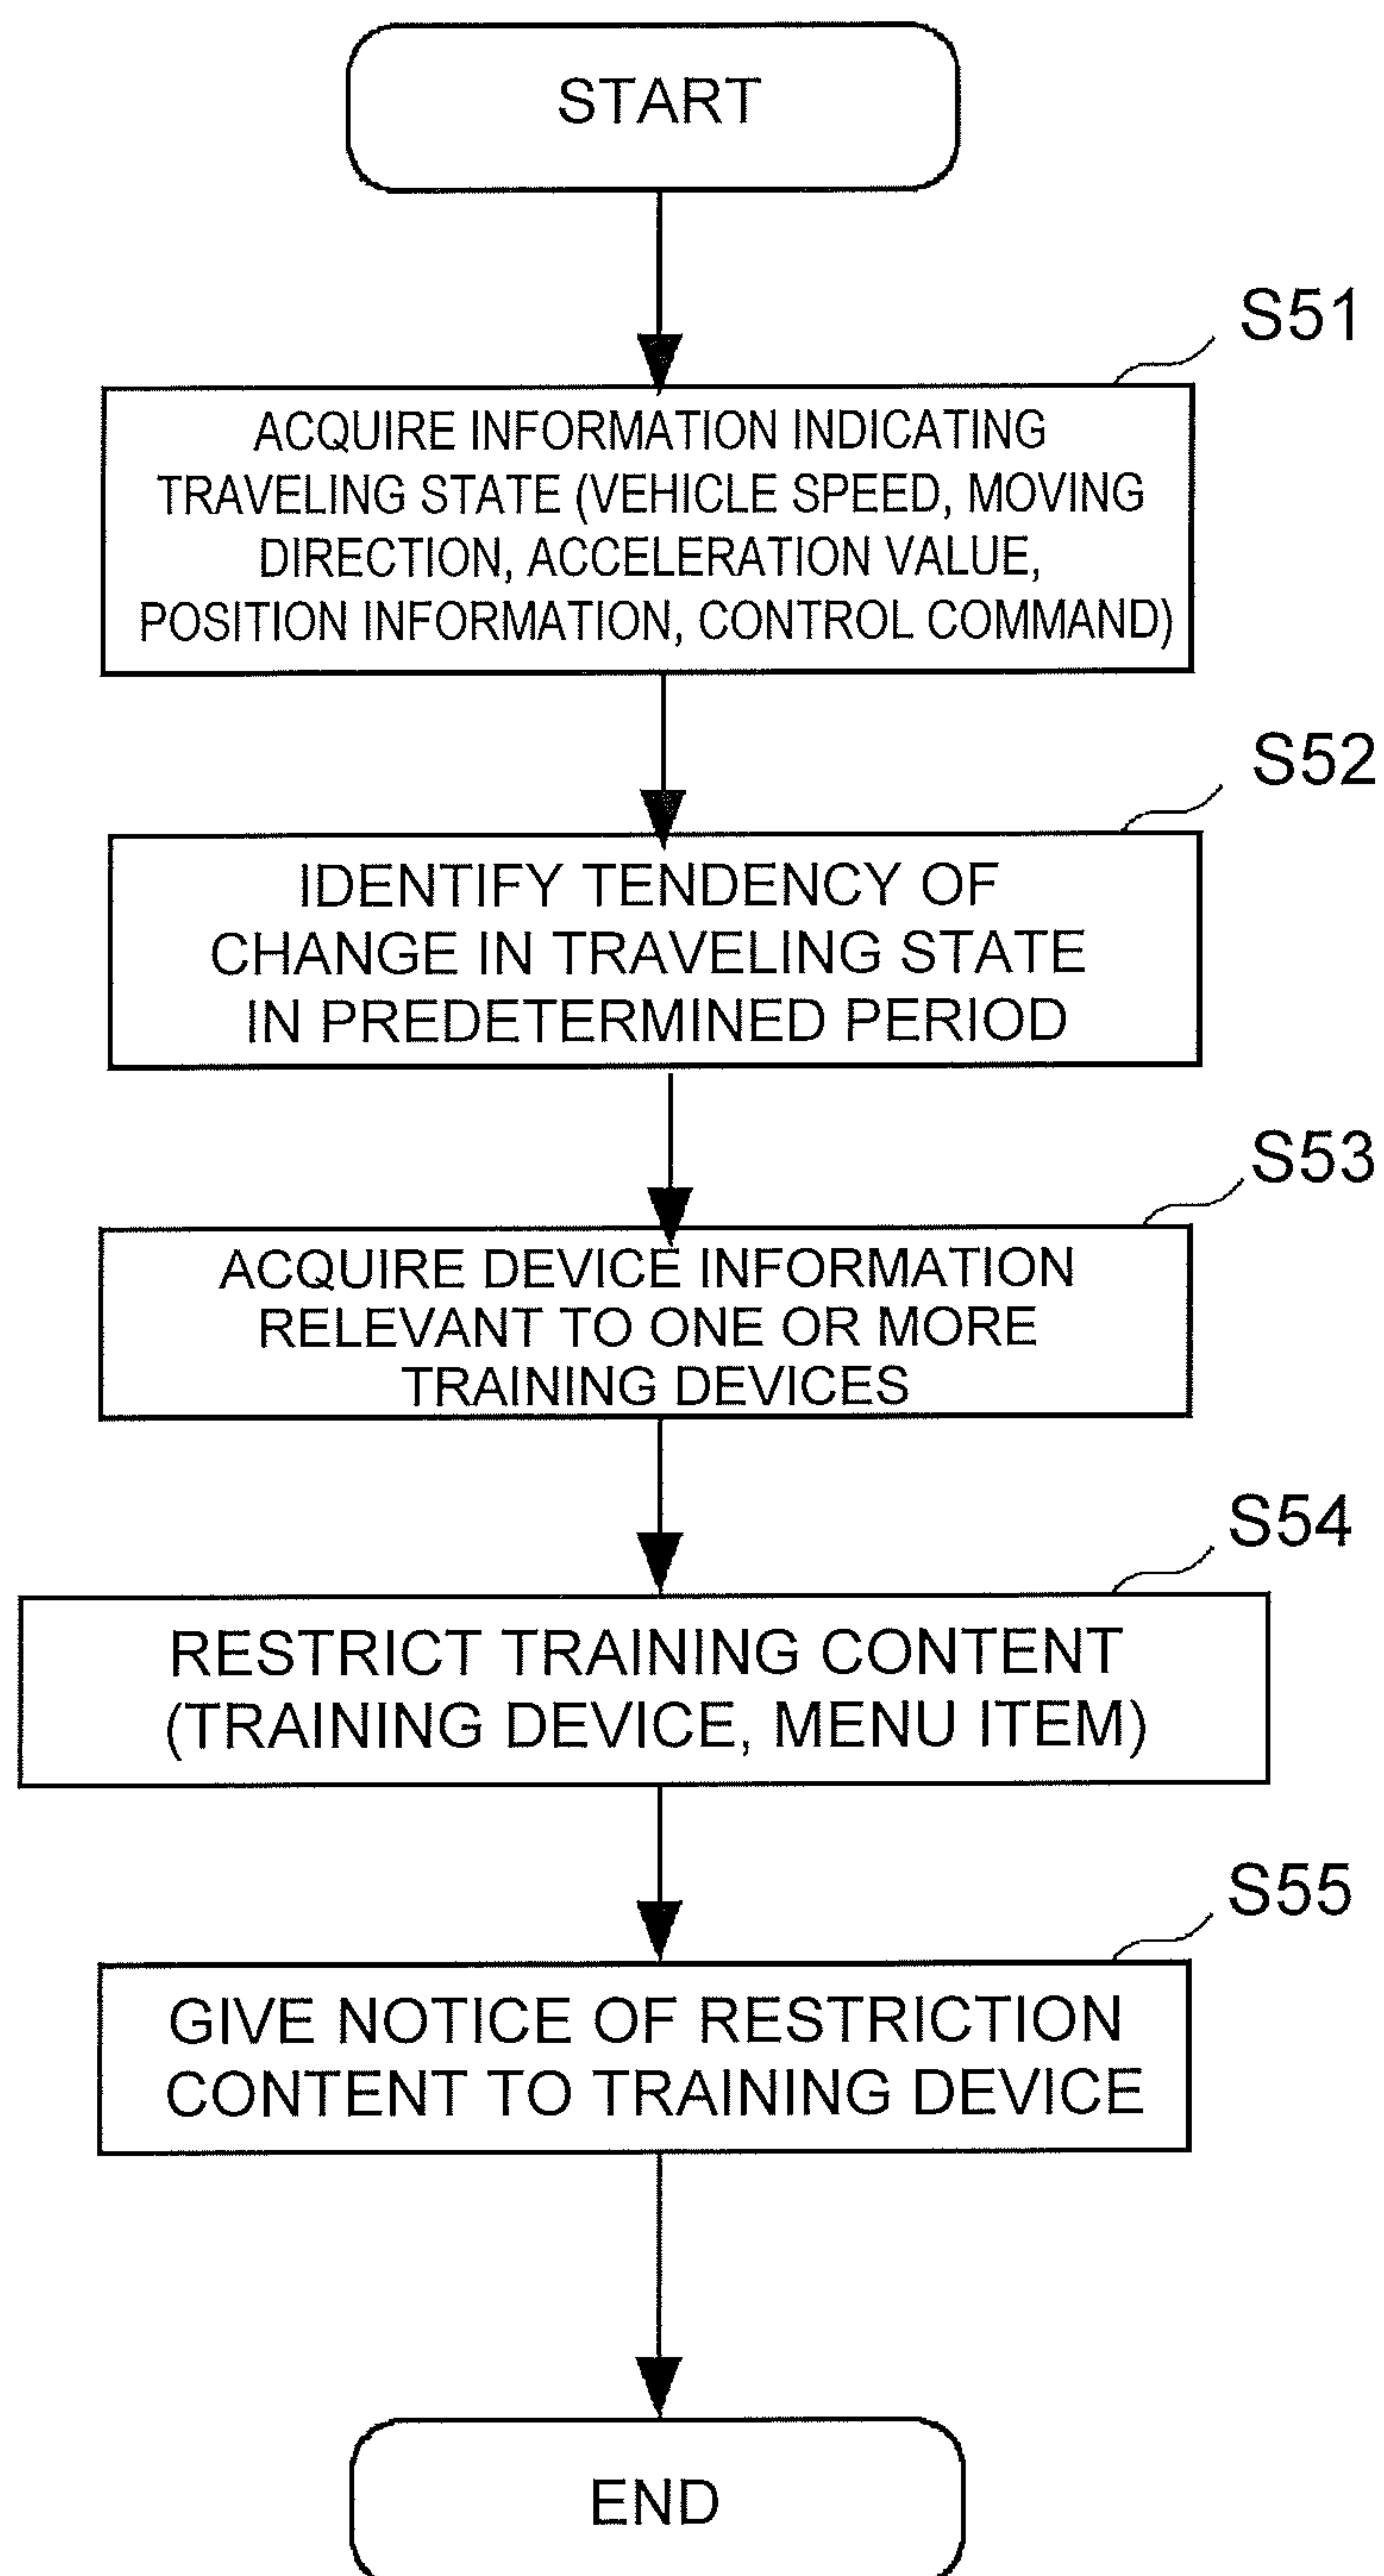 START
S51
ACQUIRE INFORMATION INDICATING
TRAVELING STATE (VEHICLE SPEED, MOVING
DIRECTION, ACCELERATION VALUE,
POSITION INFORMATION, CONTROL COMMAND)
S52
IDENTIFY TENDENCY OF
CHANGE IN TRAVELING STATE
IN PREDETERMINED PERIOD
S53
ACQUIRE DEVICE INFORMATION
RELEVANT TO ONE OR MORE
TRAINING DEVICES
S54
RESTRICT TRAINING CONTENT
(TRAINING DEVICE, MENU ITEM)
S55
GIVE NOTICE OF RESTRICTION
CONTENT TO TRAINING DEVICE
END